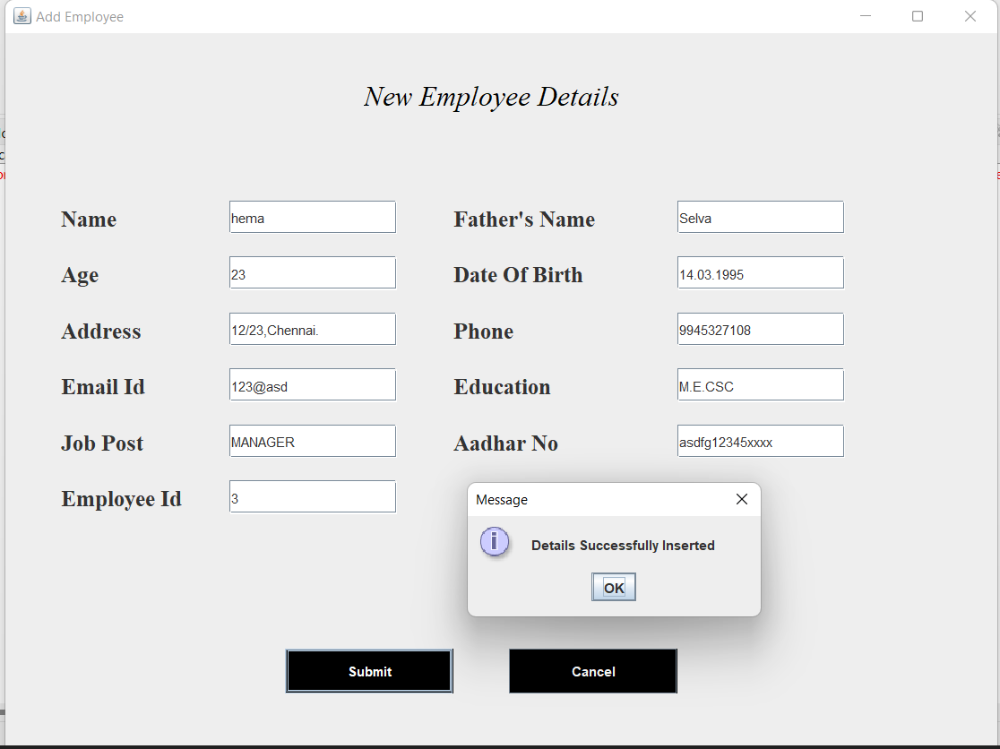 Add Employee
New Employee Details
Name hema Father's Name Selva
Age 23 Date Of Birth 14.03.1995
Address 12/23,Chennai. Phone 9945327108
Email Id 123@asd Education M.E.CSC
Job Post MANAGER Aadhar No asdfg12345xxxx
Employee Id 3
Message
Details Successfully Inserted
OK
Submit Cancel